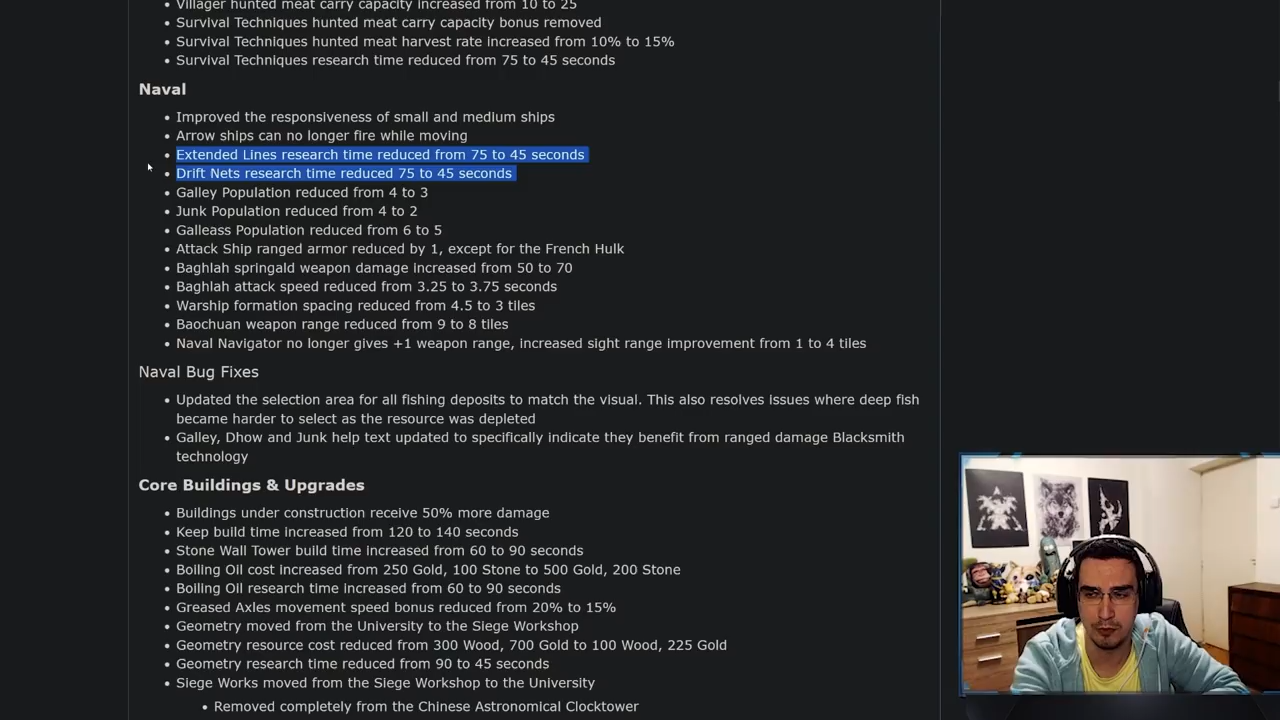 Villager hunted meat carry capacity increased from 10 to 25
Survival Techniques hunted meat carry capacity bonus removed
Survival Techniques hunted meat harvest rate increased from 10% to 15%
Survival Techniques research time reduced from 75 to 45 seconds
Naval
Improved the responsiveness of small and medium ships
Arrow ships can no longer fire while moving
Extended Lines research time reduced from 75 to 45 seconds
Drift Nets research time reduced 75 to 45 seconds
Galley Population reduced from 4 to 3
Junk Population reduced from 4 to 2
Galleass Population reduced from 6 to 5
Attack Ship ranged armor reduced by 1, except for the French Hulk
Baghlah springald weapon damage increased from 50 to 70
Baghlah attack speed reduced from 3.25 to 3.75 seconds
Warship formation spacing reduced from 4.5 to 3 tiles
Baochuan weapon range reduced from 9 to 8 tiles
Naval Navigator no longer gives +1 weapon range, increased sight range improvement from 1 to 4 tiles
Naval Bug Fixes
Updated the selection area for all fishing deposits to match the visual. This also resolves issues where deep fish
became harder to select as the resource was depleted
Galley, Dhow and Junk help text updated to specifically indicate they benefit from ranged damage Blacksmith
technology
Core Buildings & Upgrades
Buildings under construction receive 50% more damage
Keep build time increased from 120 to 140 seconds
Stone Wall Tower build time increased from 60 to 90 seconds
Boiling Oil cost increased from 250 Gold, 100 Stone to 500 Gold, 200 Stone
Boiling Oil research time increased from 60 to 90 seconds
Greased Axles movement speed bonus reduced from 20% to 15%
Geometry moved from the University to the Siege Workshop
Geometry resource cost reduced from 300 Wood, 700 Gold to 100 Wood, 225 Gold
Geometry research time reduced from 90 to 45 seconds
Siege Works moved from the Siege Workshop to the University
Removed completely from the Chinese Astronomical Clocktower